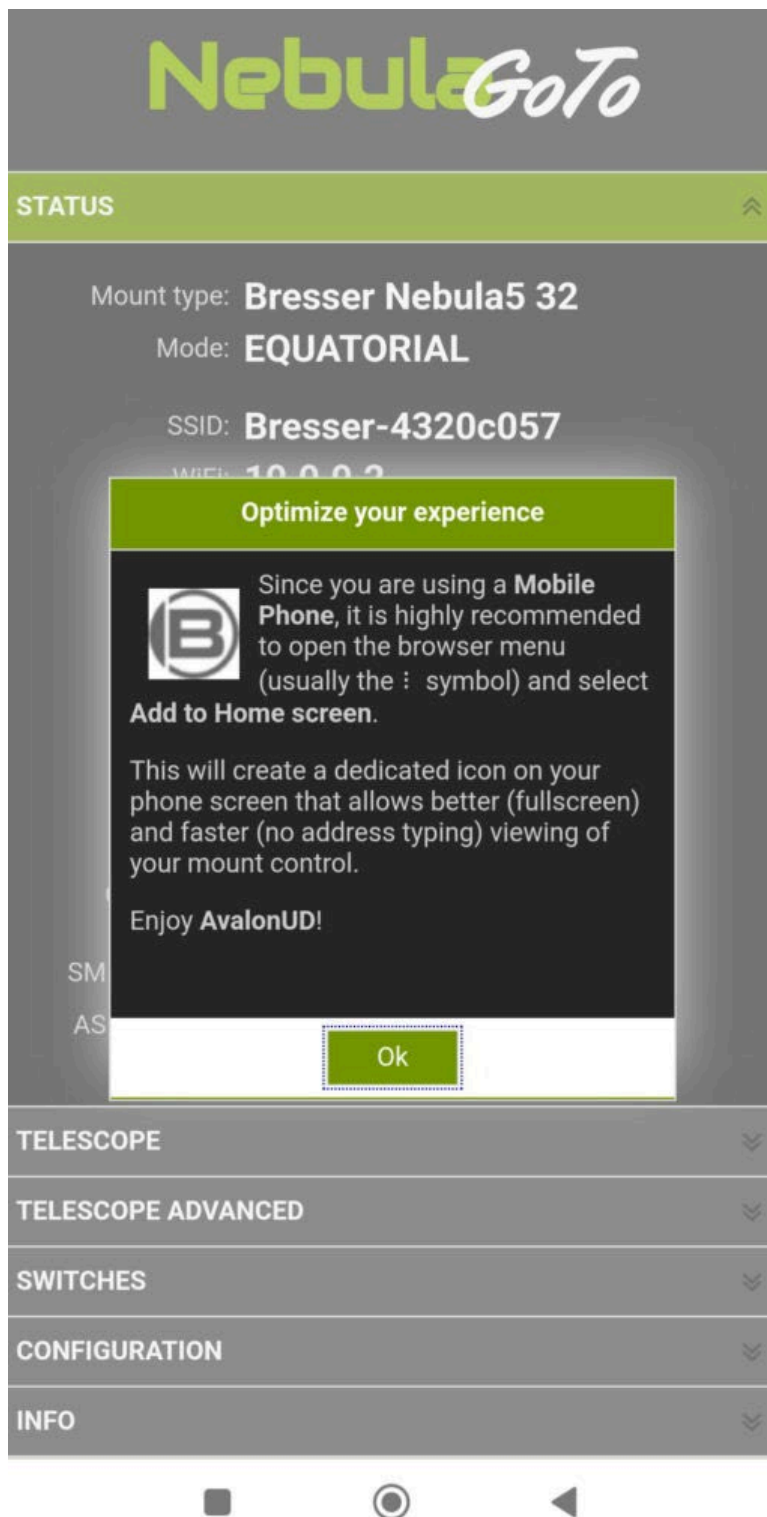 NebulaGoTo
STATUS
Mount type: Bresser Nebula5 32
Mode: EQUATORIAL
SSID: Bresser-4320c057
WiFi:
Optimize your experience
Since you are using a Mobile
Phone, it is highly recommended
to open the browser menu
(usually the ⋮ symbol) and select
Add to Home screen.
This will create a dedicated icon on your
phone screen that allows better (fullscreen)
and faster (no address typing) viewing of
your mount control.
Enjoy AvalonUD!
SM
AS
Ok
TELESCOPE
TELESCOPE ADVANCED
SWITCHES
CONFIGURATION
INFO